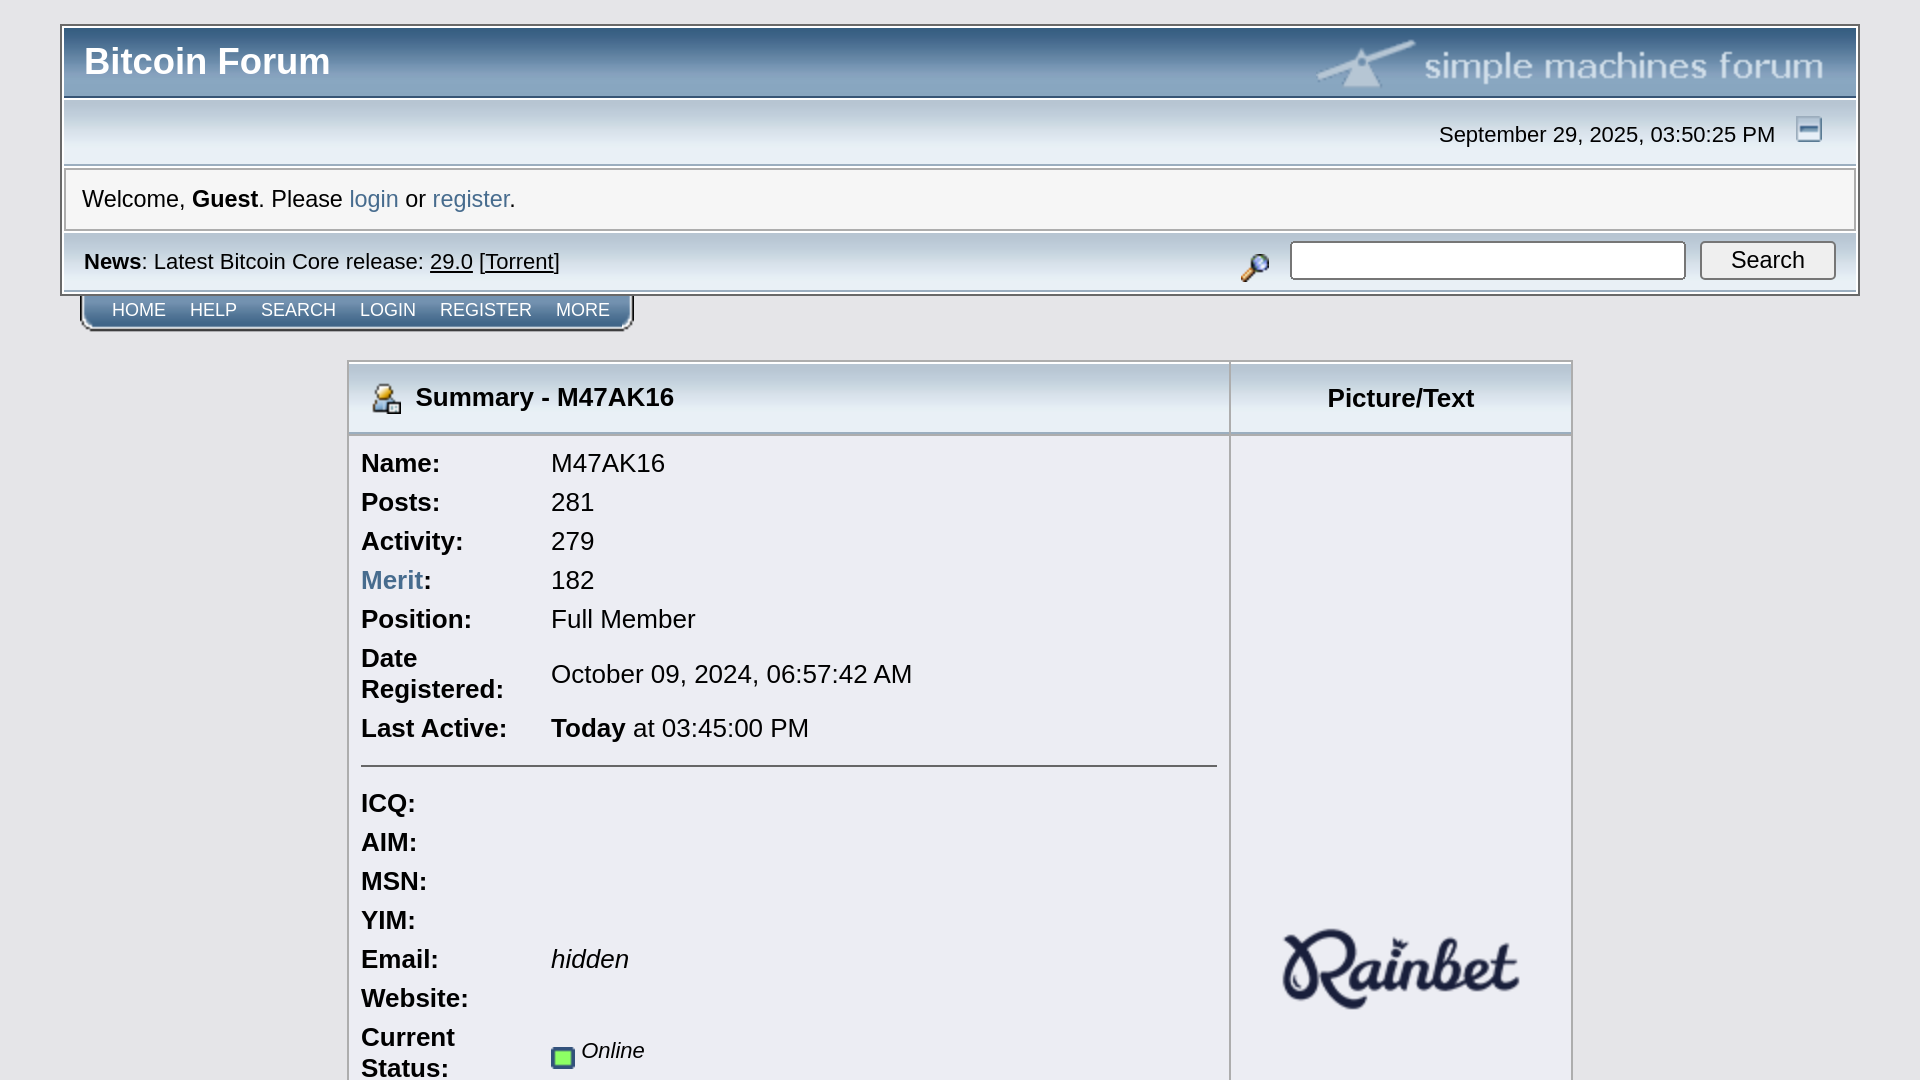 Bitcoin Forum
simple machines forum
September 29, 2025, 03:50:25 PM
Welcome, Guest. Please login or register.
News: Latest Bitcoin Core release: 29.0 [Torrent]
Search
HOME HELP SEARCH LOGIN REGISTER MORE
Summary - M47AK16
Picture/Text
Name: M47AK16
Posts: 281
Activity: 279
Merit: 182
Position: Full Member
Date
Registered: October 09, 2024, 06:57:42 AM
Last Active: Today at 03:45:00 PM
ICQ:
AIM:
MSN:
YIM:
Email: hidden
Website:
Rainbet
Current
Status: Online